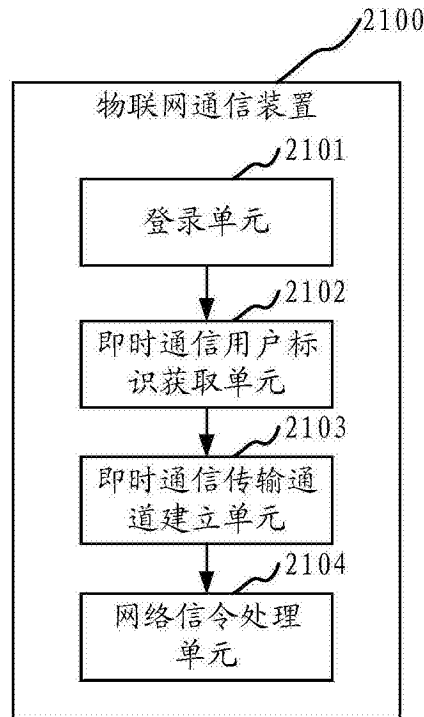 2100
物联网通信装置
2101
登录单元
2102
即时通信用户标
识获取单元
2103
即时通信传输通
道建立单元
2104
网络信令处理
单元